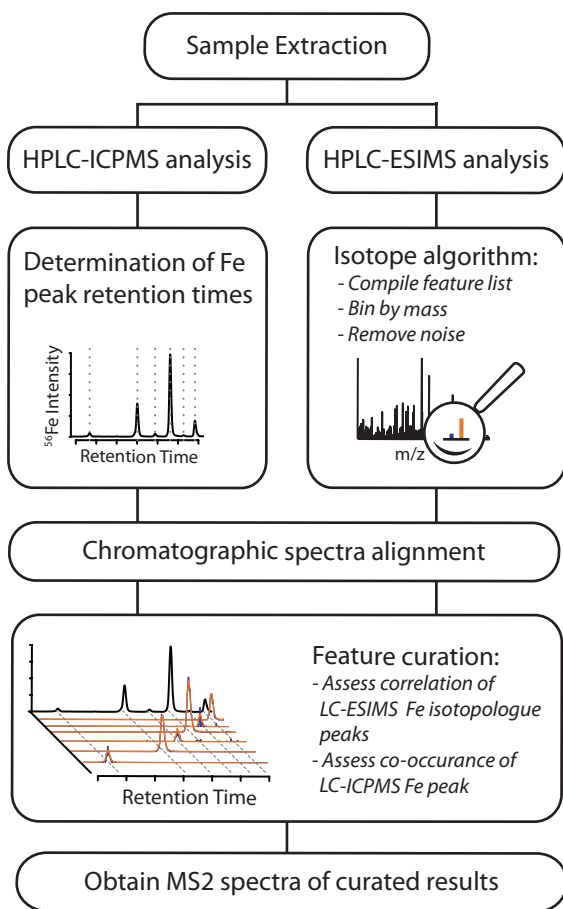 Sample Extraction
HPLC-ICPMS analysis
HPLC-ESIMS analysis
Determination of Fe
peak retention times
⁵⁶Fe Intensity
Retention Time
Isotope algorithm:
- Compile feature list
- Bin by mass
- Remove noise
m/z
Chromatographic spectra alignment
Retention Time
Feature curation:
- Assess correlation of
LC-ESIMS Fe isotopologue
peaks
- Assess co-occurance of
LC-ICPMS Fe peak
Obtain MS2 spectra of curated results